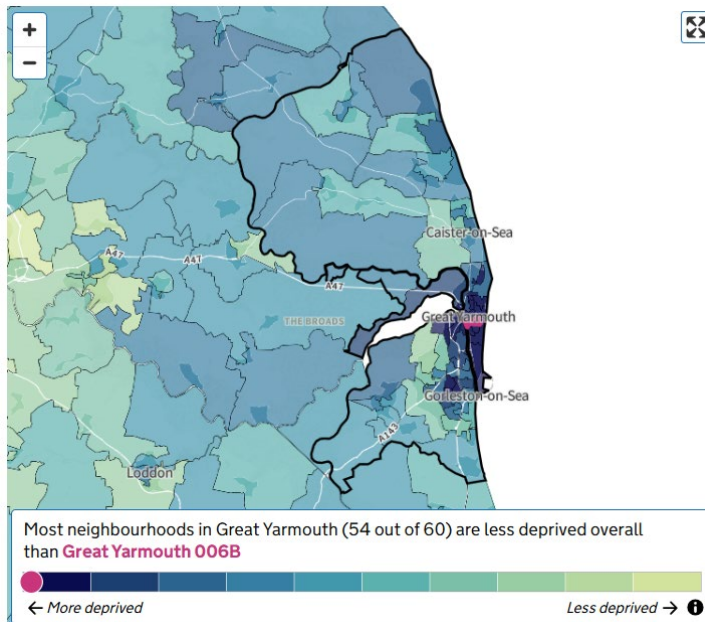 +
−
Caister-on-Sea
A47
A47
A47
THE BROADS
Great Yarmouth
Gorleston-on-Sea
A143
Loddon
Most neighbourhoods in Great Yarmouth (54 out of 60) are less deprived overall
than Great Yarmouth 006B
← More deprived
Less deprived → i